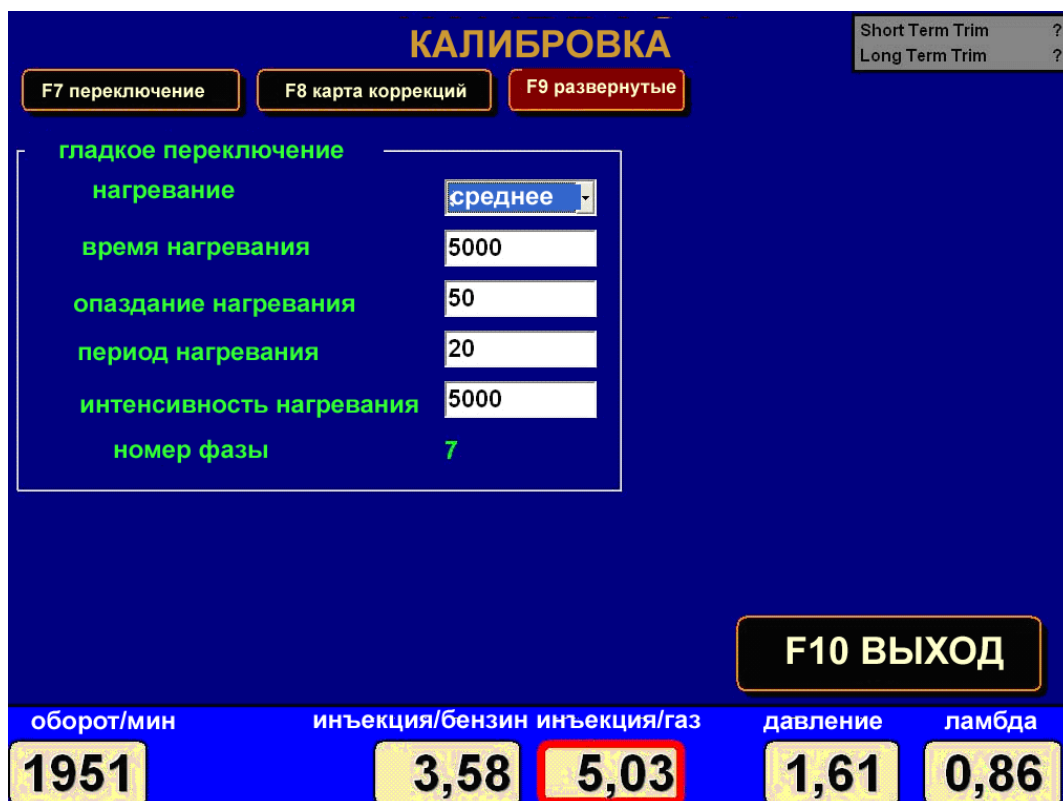 КАЛИБРОВКА
Short Term Trim ?
Long Term Trim ?
F7 переключение
F8 карта коррекций
F9 развернутые
гладкое переключение
нагревание среднее
время нагревания 5000
опаздание нагревания 50
период нагревания 20
интенсивность нагревания 5000
номер фазы 7
F10 ВЫХОД
оборот/мин инъекция/бензин инъекция/газ давление ламбда
1951 3,58 5,03 1,61 0,86